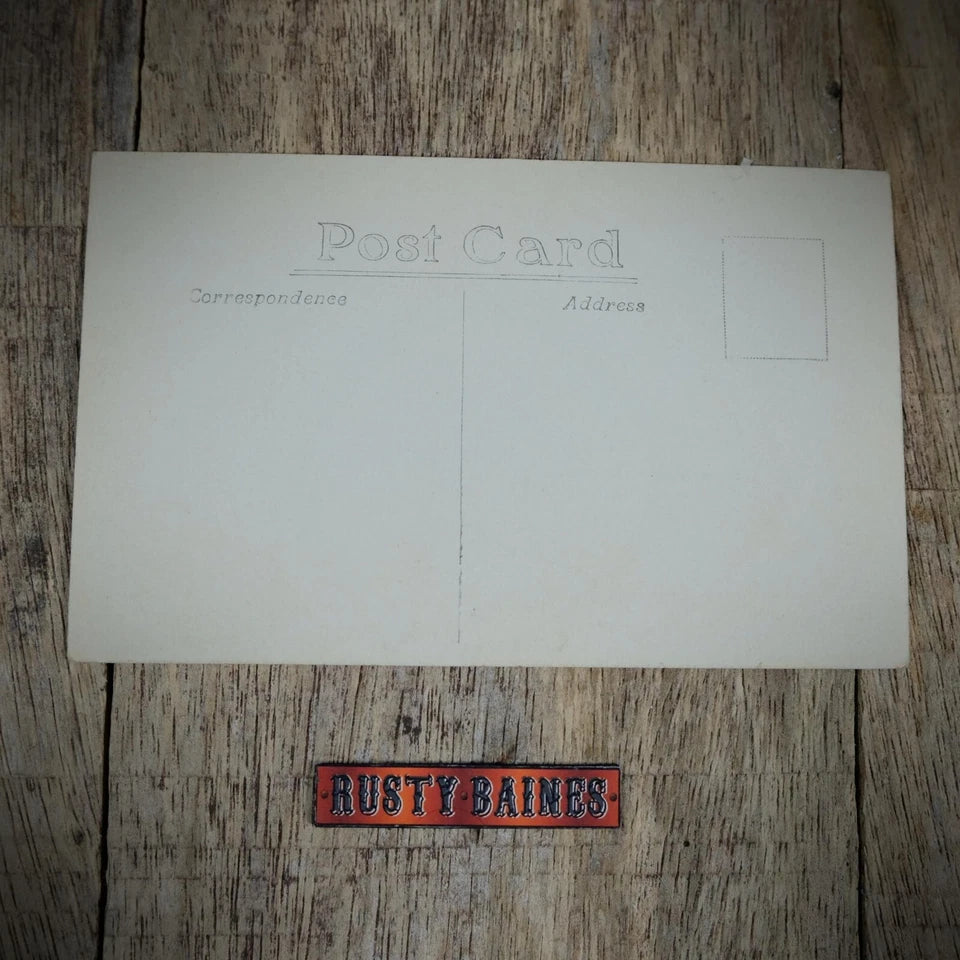 Post Card
Correspondence
Address
RUSTY BAINES